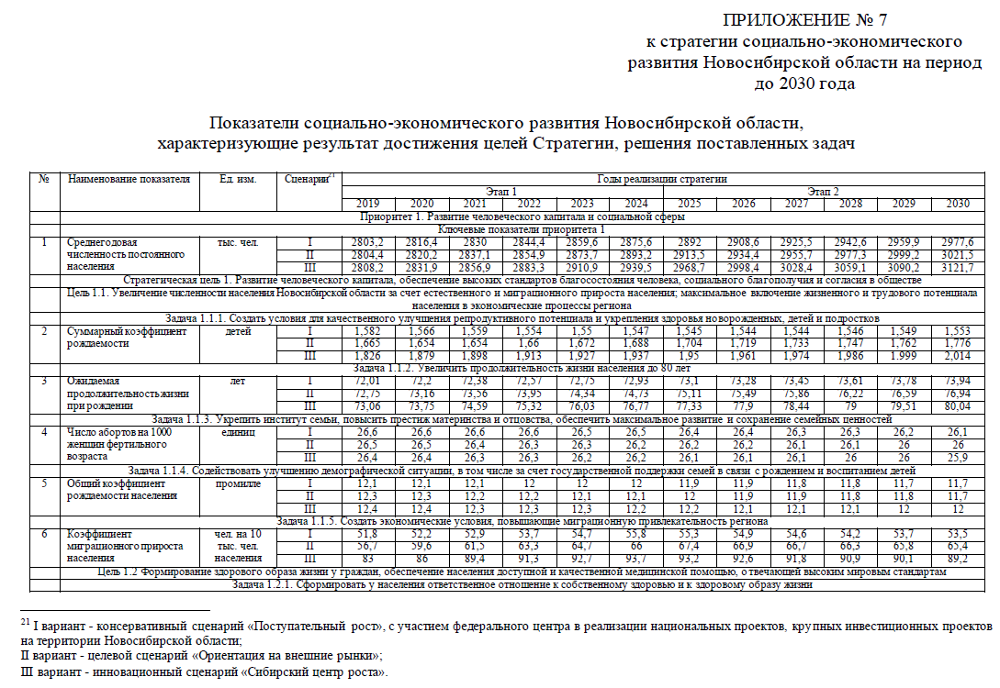 ПРИЛОЖЕНИЕ № 7
к стратегии социально-экономического
развития Новосибирской области на период
до 2030 года
Показатели социально-экономического развития Новосибирской области,
характеризующие результат достижения целей Стратегии, решения поставленных задач
№ Наименование показателя Ед. изм. Сценарии21 Годы реализации стратегии
Этап 1 Этап 2
2019 2020 2021 2022 2023 2024 2025 2026 2027 2028 2029 2030
Приоритет 1. Развитие человеческого капитала и социальной сферы
Ключевые показатели приоритета 1
1 Среднегодовая тыс. чел. I 2803,2 2816,4 2830 2844,4 2859,6 2875,6 2892 2908,6 2925,5 2942,6 2959,9 2977,6
численность постоянного II 2804,4 2820,2 2837,1 2854,9 2873,7 2893,2 2913,5 2934,4 2955,7 2977,3 2999,2 3021,5
населения III 2808,2 2831,9 2856,9 2883,3 2910,9 2939,5 2968,7 2998,4 3028,4 3059,1 3090,2 3121,7
Стратегическая цель 1. Развитие человеческого капитала, обеспечение высоких стандартов благосостояния человека, социального благополучия и согласия в обществе
Цель 1.1. Увеличение численности населения Новосибирской области за счет естественного и миграционного прироста населения; максимальное включение жизненного и трудового потенциала
населения в экономические процессы региона
Задача 1.1.1. Создать условия для качественного улучшения репродуктивного потенциала и укрепления здоровья новорожденных, детей и подростков
2 Суммарный коэффициент детей I 1,582 1,566 1,559 1,554 1,55 1,547 1,545 1,544 1,544 1,546 1,549 1,553
рождаемости II 1,665 1,654 1,654 1,66 1,672 1,688 1,704 1,719 1,733 1,747 1,762 1,776
III 1,826 1,879 1,898 1,913 1,927 1,937 1,95 1,961 1,974 1,986 1,999 2,014
Задача 1.1.2. Увеличить продолжительность жизни населения до 80 лет
3 Ожидаемая лет I 72,01 72,2 72,38 72,57 72,75 72,93 73,1 73,28 73,45 73,61 73,78 73,94
продолжительность жизни II 72,75 73,16 73,56 73,95 74,34 74,73 75,11 75,49 75,86 76,22 76,59 76,94
при рождении III 73,06 73,75 74,59 75,32 76,03 76,77 77,33 77,9 78,44 79 79,51 80,04
Задача 1.1.3. Укрепить институт семьи, повысить престиж материнства и отцовства, обеспечить максимальное развитие и сохранение семейных ценностей
4 Число абортов на 1000 единиц I 26,6 26,6 26,6 26,6 26,5 26,5 26,4 26,4 26,3 26,3 26,2 26,1
женщин фертильного II 26,5 26,4 26,3 26,3 26,2 26,2 26,2 26,2 26,1 26,1 26 26
возраста III 26,4 26,4 26,3 26,3 26,2 26,2 26,1 26,1 26,1 26 26 25,9
Задача 1.1.4. Содействовать улучшению демографической ситуации, в том числе за счет государственной поддержки семей в связи с рождением и воспитанием детей
5 Общий коэффициент промилле I 12,1 12,1 12,1 12 12 12 11,9 11,9 11,8 11,8 11,7 11,7
рождаемости населения II 12,3 12,3 12,2 12,2 12,1 12,1 12 11,9 11,9 11,8 11,8 11,7
III 12,4 12,4 12,3 12,3 12,3 12,2 12,2 12,1 12,1 12,1 12 12
Задача 1.1.5. Создать экономические условия, повышающие миграционную привлекательность региона
6 Коэффициент чел. на 10 I 51,8 52,2 52,9 53,7 54,7 55,8 55,3 54,9 54,6 54,2 53,7 53,5
миграционного прироста тыс. чел. II 56,7 59,6 61,5 63,3 64,7 66 67,4 66,9 66,7 66,3 65,8 65,4
населения населения III 83 86 89,4 91,3 92,7 93,7 93,2 92,6 91,8 90,9 90,1 89,2
Цель 1.2 Формирование здорового образа жизни у граждан, обеспечение населения доступной и качественной медицинской помощью, отвечающей высоким мировым стандартам
Задача 1.2.1. Сформировать у населения ответственное отношение к собственному здоровью и к здоровому образу жизни
21 I вариант - консервативный сценарий «Поступательный рост», с участием федерального центра в реализации национальных проектов, крупных инвестиционных проектов
на территории Новосибирской области;
II вариант - целевой сценарий «Ориентация на внешние рынки»;
III вариант - инновационный сценарий «Сибирский центр роста».